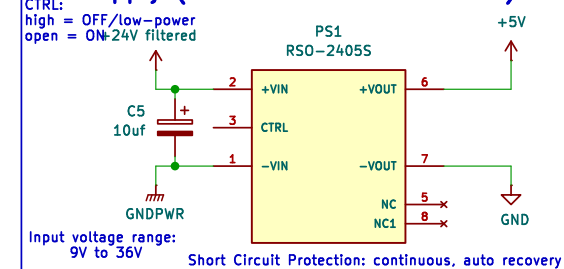 CTRL:
high = OFF/low-power
open = ON
+24V filtered
PS1
RSO-2405S
+5V
2
+VIN
+VOUT
6
C5
10uf
+
3
CTRL
1
-VIN
-VOUT
7
NC
5
NC1
8
GNDPWR
GND
Input voltage range:
9V to 36V
Short Circuit Protection: continuous, auto recovery